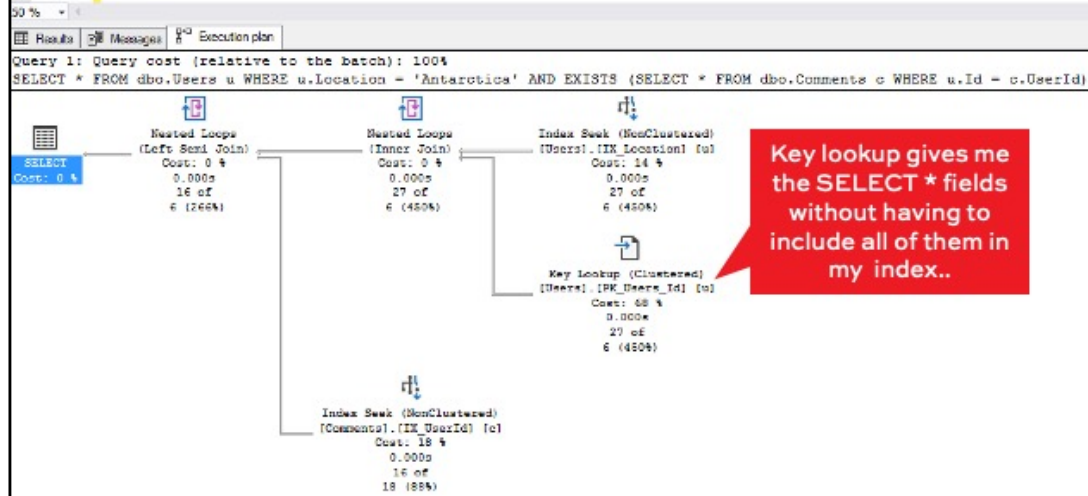 50 %
Results Messages Execution plan
Query 1: Query cost (relative to the batch): 100%
SELECT * FROM dbo.Users u WHERE u.Location = 'Antarctica' AND EXISTS (SELECT * FROM dbo.Comments c WHERE u.Id = c.UserId)
SELECT
Cost: 0 %
Nested Loops
(Left Semi Join)
Cost: 0 %
0.000s
16 of
6 (266%)
Nested Loops
(Inner Join)
Cost: 0 %
0.000s
27 of
6 (450%)
Index Seek (NonClustered)
[Users].[IX_Location] [u]
Cost: 14 %
0.000s
27 of
6 (450%)
Key lookup gives me
the SELECT * fields
without having to
include all of them in
my index..
Key Lookup (Clustered)
[Users].[PK_Users_Id] [u]
Cost: 68 %
0.000s
27 of
6 (450%)
Index Seek (NonClustered)
[Comments].[IX_UserId] [c]
Cost: 18 %
0.000s
16 of
18 (88%)